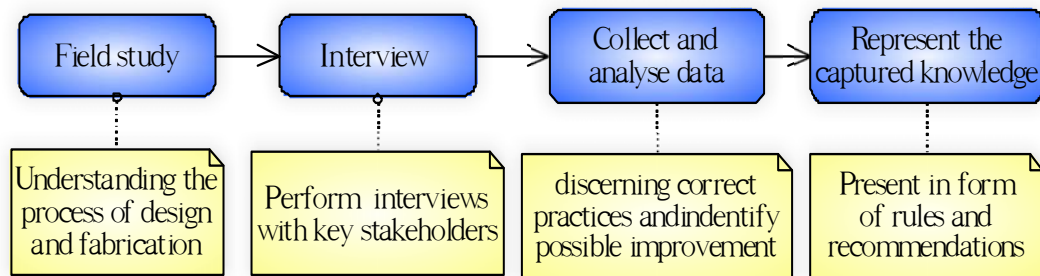 Field study
Interview
Collect and
analyse data
Represent the
captured knowledge
Understanding the
process of design
and fabrication
Perform interviews
with key stakeholders
discerning correct
practices andindentify
possible improvement
Present in form
of rules and
recommendations